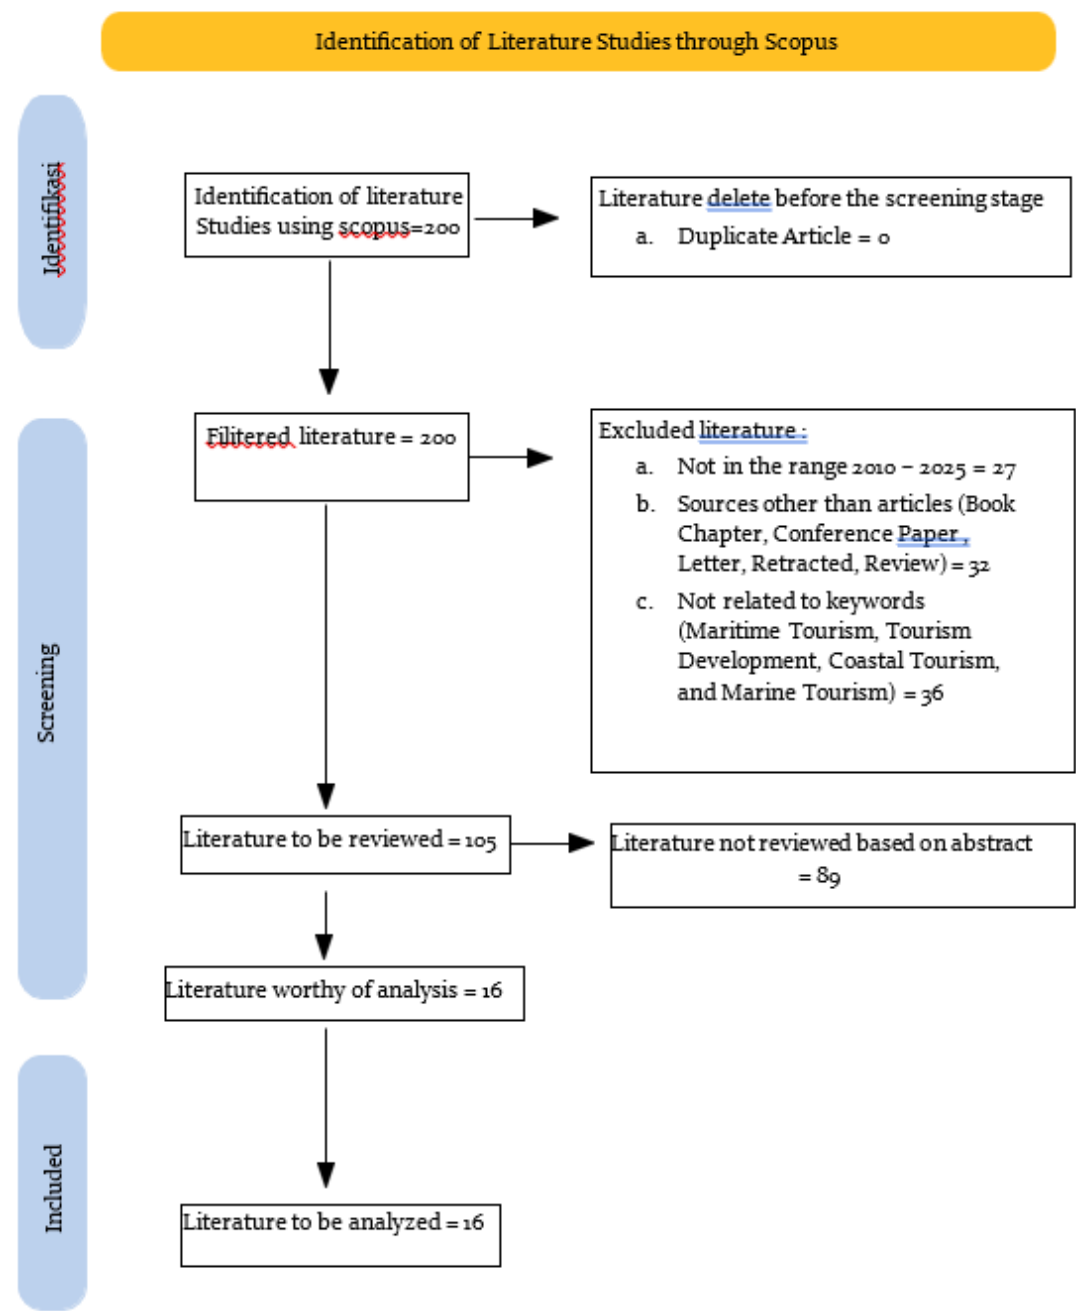 Identification of Literature Studies through Scopus
Identifikasi
Identification of literature
Studies using scopus=200
Literature delete before the screening stage
a. Duplicate Article = 0
Screening
Filitered literature = 200
Excluded literature :
a. Not in the range 2010 – 2025 = 27
b. Sources other than articles (Book
Chapter, Conference Paper ,
Letter, Retracted, Review) = 32
c. Not related to keywords
(Maritime Tourism, Tourism
Development, Coastal Tourism,
and Marine Tourism) = 36
Literature to be reviewed = 105
Literature not reviewed based on abstract
= 89
Literature worthy of analysis = 16
Included
Literature to be analyzed = 16